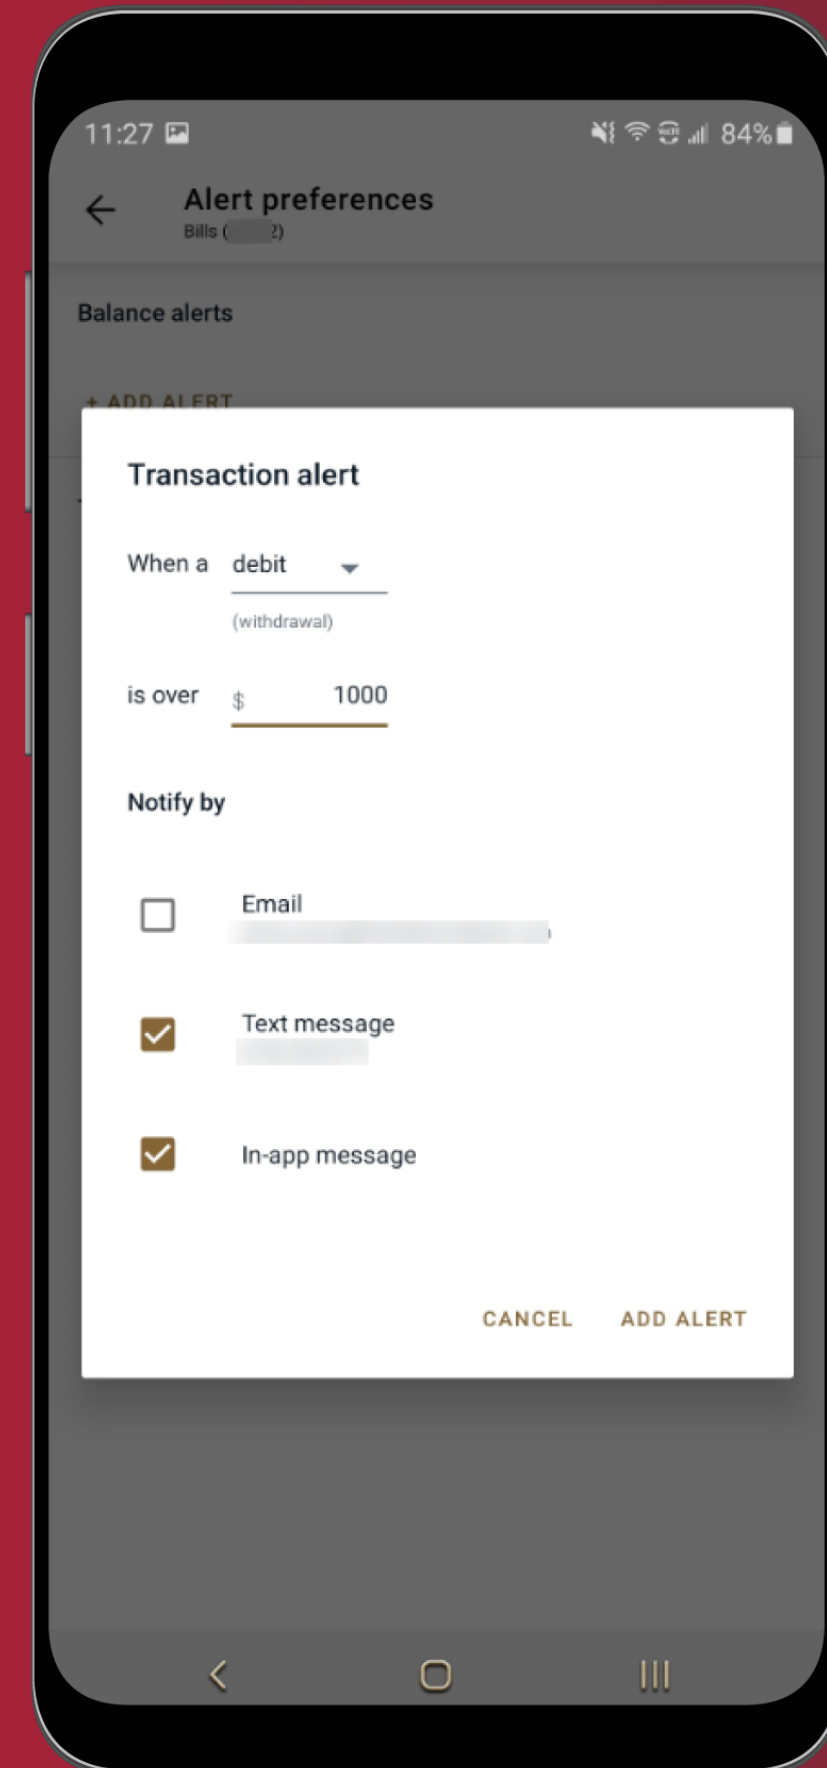 11:27 84%
Alert preferences
Bills ( 2)
Balance alerts
+ ADD ALERT
Transaction alert
When a debit
(withdrawal)
is over $ 1000
Notify by
Email
Text message
In-app message
CANCEL ADD ALERT